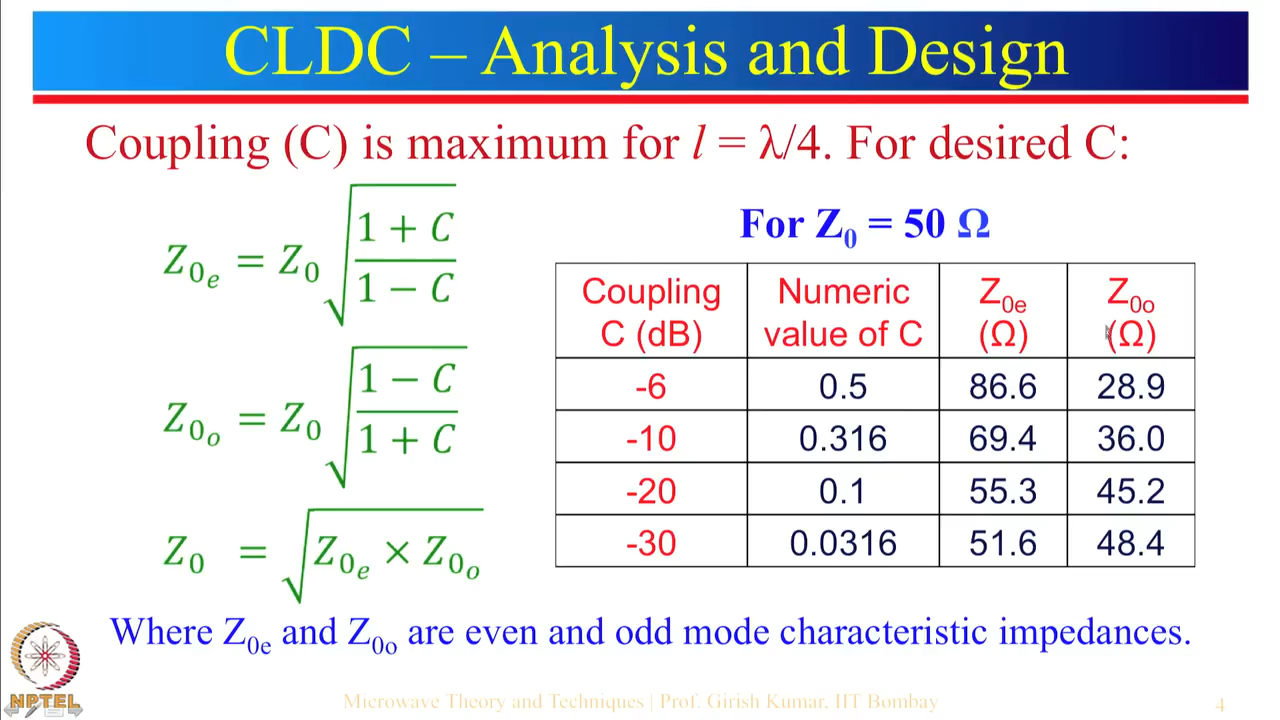 CLDC – Analysis and Design
Coupling (C) is maximum for l = λ/4. For desired C:
Z₀ₑ = Z₀ √((1 + C)/(1 − C))
Z₀ₒ = Z₀ √((1 − C)/(1 + C))
Z₀ = √(Z₀ₑ × Z₀ₒ)
For Z₀ = 50 Ω
Coupling C (dB) Numeric value of C Z₀ₑ (Ω) Z₀ₒ (Ω)
-6 0.5 86.6 28.9
-10 0.316 69.4 36.0
-20 0.1 55.3 45.2
-30 0.0316 51.6 48.4
Where Z₀ₑ and Z₀ₒ are even and odd mode characteristic impedances.
NPTEL
Microwave Theory and Techniques | Prof. Girish Kumar, IIT Bombay
4